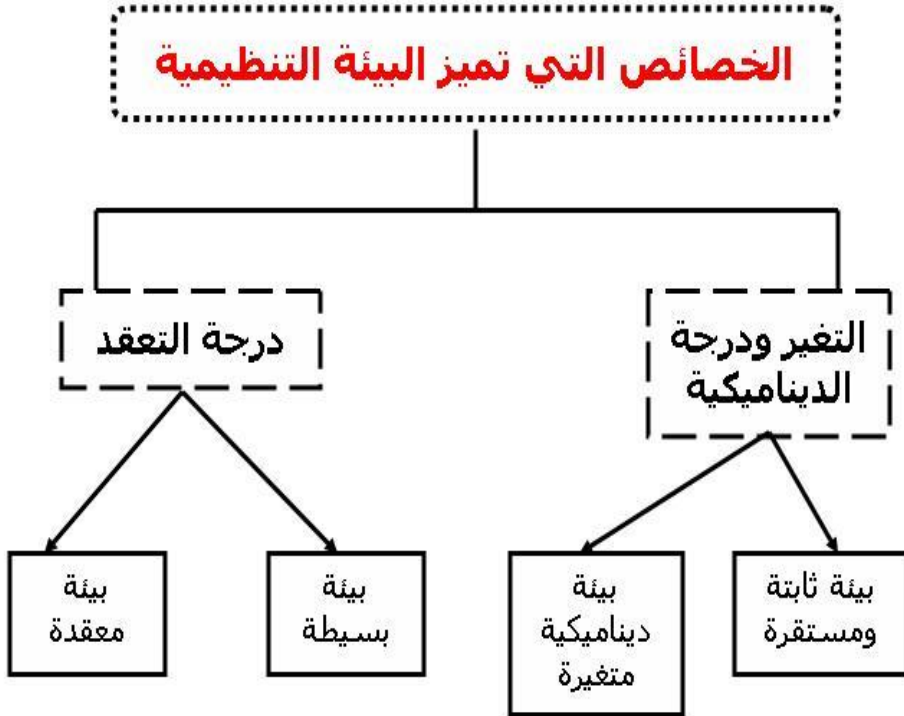 الخصائص التي تميز البيئة التنظيمية
التغير ودرجة
الديناميكية
درجة التعقد
بيئة ثابتة
ومستقرة
بيئة
ديناميكية
متغيرة
بيئة
بسيطة
بيئة
معقدة